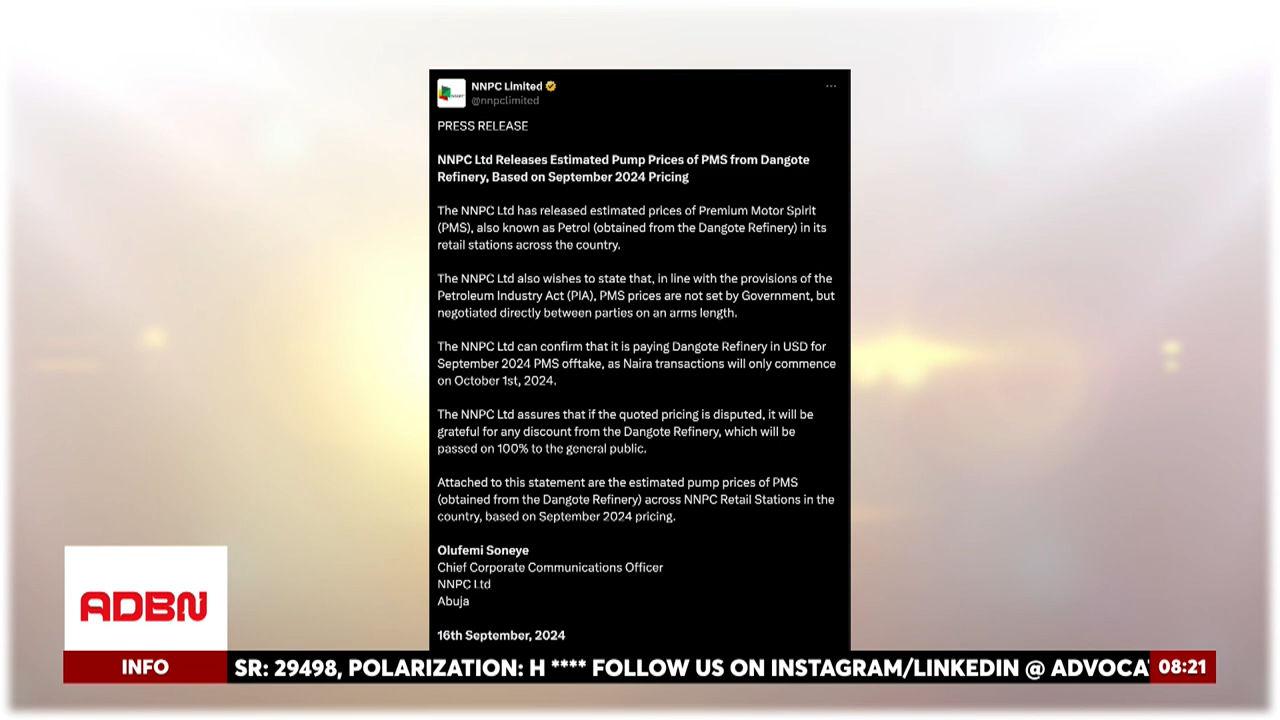 NNPC Limited
@nnpclimited
PRESS RELEASE
NNPC Ltd Releases Estimated Pump Prices of PMS from Dangote
Refinery, Based on September 2024 Pricing
The NNPC Ltd has released estimated prices of Premium Motor Spirit
(PMS), also known as Petrol (obtained from the Dangote Refinery) in its
retail stations across the country.
The NNPC Ltd also wishes to state that, in line with the provisions of the
Petroleum Industry Act (PIA), PMS prices are not set by Government, but
negotiated directly between parties on an arms length.
The NNPC Ltd can confirm that it is paying Dangote Refinery in USD for
September 2024 PMS offtake, as Naira transactions will only commence
on October 1st, 2024.
The NNPC Ltd assures that if the quoted pricing is disputed, it will be
grateful for any discount from the Dangote Refinery, which will be
passed on 100% to the general public.
Attached to this statement are the estimated pump prices of PMS
(obtained from the Dangote Refinery) across NNPC Retail Stations in the
country, based on September 2024 pricing.
Olufemi Soneye
Chief Corporate Communications Officer
NNPC Ltd
Abuja
16th September, 2024
ADBN
INFO
SR: 29498, POLARIZATION: H **** FOLLOW US ON INSTAGRAM/LINKEDIN @ ADVOCA
08:21